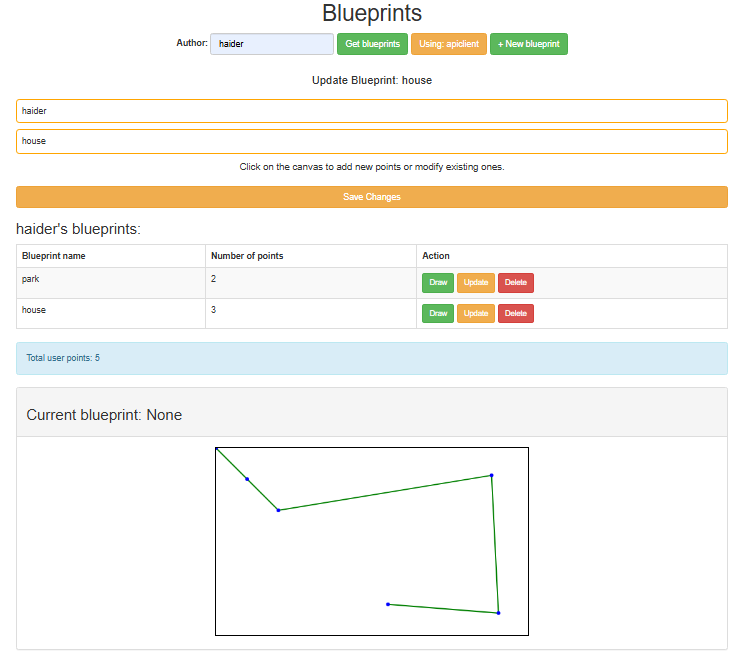 Blueprints
Author: haider Get blueprints Using: apiclient + New blueprint
Update Blueprint: house
haider
house
Click on the canvas to add new points or modify existing ones.
Save Changes
haider's blueprints:
Blueprint name Number of points Action
park 2 Draw Update Delete
house 3 Draw Update Delete
Total user points: 5
Current blueprint: None